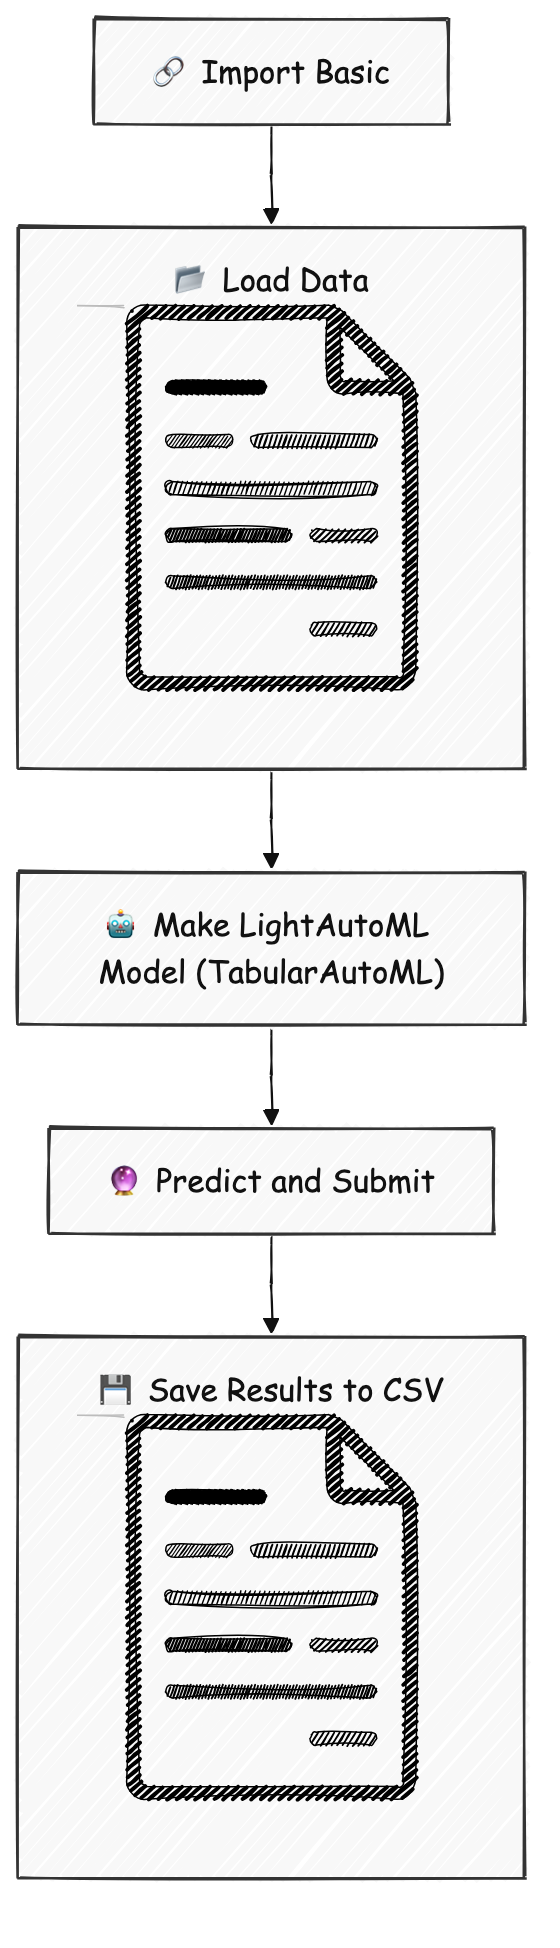 🔗 Import Basic
📂 Load Data
🤖 Make LightAutoML
Model (TabularAutoML)
🔮 Predict and Submit
💾 Save Results to CSV